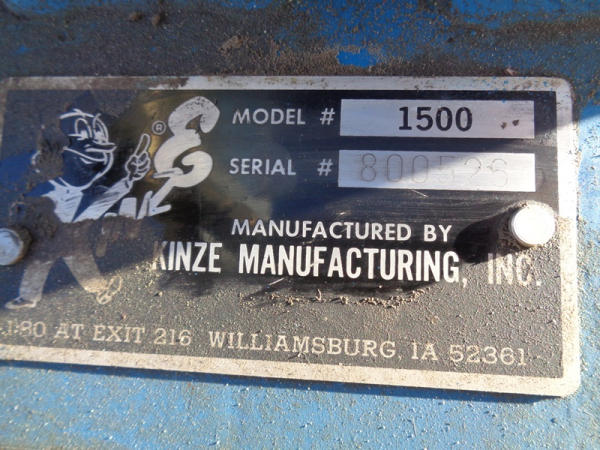 MODEL # 1500
SERIAL # 800526
®
MANUFACTURED BY
KINZE MANUFACTURING, INC.
I-80 AT EXIT 216 WILLIAMSBURG, IA 52361